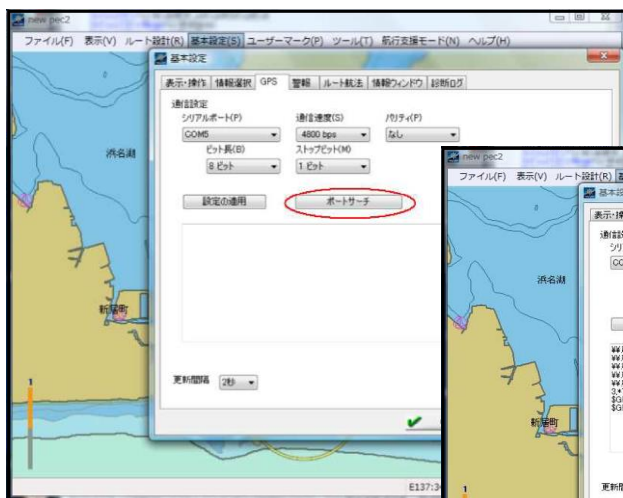 new pec2
ファイル(F) 表示(V) ルート設計(R) 基本設定(S) ユーザーマーク(P) ツール(T) 航行支援モード(N) ヘルプ(H)
基本設定
表示・操作 情報選択 GPS 警報 ルート航法 情報ウィンドウ 診断ログ
通信設定
シリアルポート(P) 通信速度(S) パリティ(P)
COM5 4800 bps なし
ビット長(B) ストップビット(M)
8 ビット 1 ビット
設定の適用 ポートサーチ
浜名湖
新居町
更新間隔 2秒
1
E137:3
new pec2
ファイル(F) 表示(V) ルート設計(R)
基本設
表示・操
通信設
シリ
CO
浜名湖
新居町
3.*
$G
$G
更新
1